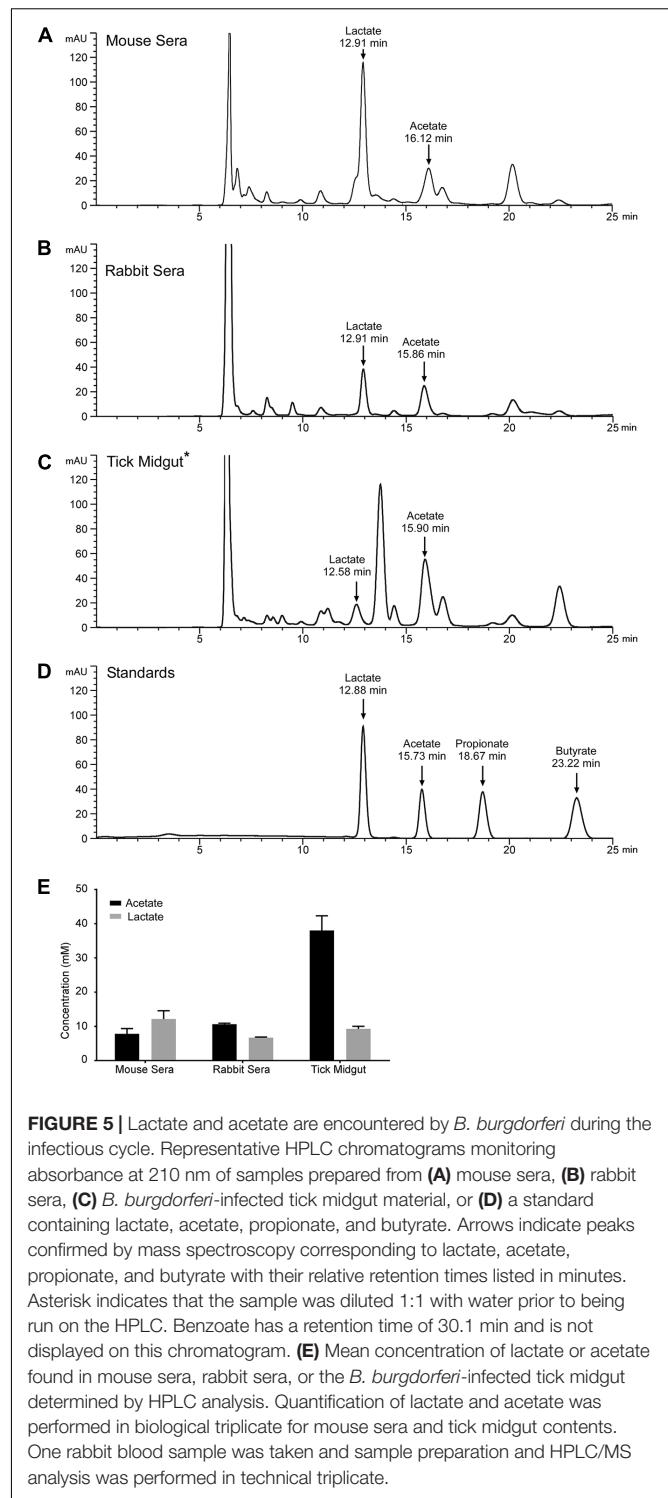 A
mAU
Mouse Sera
Lactate
12.91 min
Acetate
16.12 min
120
100
80
60
40
20
0
5
10
15
20
25 min
B
mAU
Rabbit Sera
Lactate
12.91 min
Acetate
15.86 min
120
100
80
60
40
20
0
5
10
15
20
25 min
C
mAU
Tick Midgut*
Lactate
12.58 min
Acetate
15.90 min
120
100
80
60
40
20
0
5
10
15
20
25 min
D
mAU
Standards
Lactate
12.88 min
Acetate
15.73 min
Propionate
18.67 min
Butyrate
23.22 min
120
100
80
60
40
20
0
5
10
15
20
25 min
E
Acetate
Lactate
Concentration (mM)
50
40
30
20
10
0
Mouse Sera
Rabbit Sera
Tick Midgut
FIGURE 5 | Lactate and acetate are encountered by B. burgdorferi during the
infectious cycle. Representative HPLC chromatograms monitoring
absorbance at 210 nm of samples prepared from (A) mouse sera, (B) rabbit
sera, (C) B. burgdorferi-infected tick midgut material, or (D) a standard
containing lactate, acetate, propionate, and butyrate. Arrows indicate peaks
confirmed by mass spectroscopy corresponding to lactate, acetate,
propionate, and butyrate with their relative retention times listed in minutes.
Asterisk indicates that the sample was diluted 1:1 with water prior to being
run on the HPLC. Benzoate has a retention time of 30.1 min and is not
displayed on this chromatogram. (E) Mean concentration of lactate or acetate
found in mouse sera, rabbit sera, or the B. burgdorferi-infected tick midgut
determined by HPLC analysis. Quantification of lactate and acetate was
performed in biological triplicate for mouse sera and tick midgut contents.
One rabbit blood sample was taken and sample preparation and HPLC/MS
analysis was performed in technical triplicate.